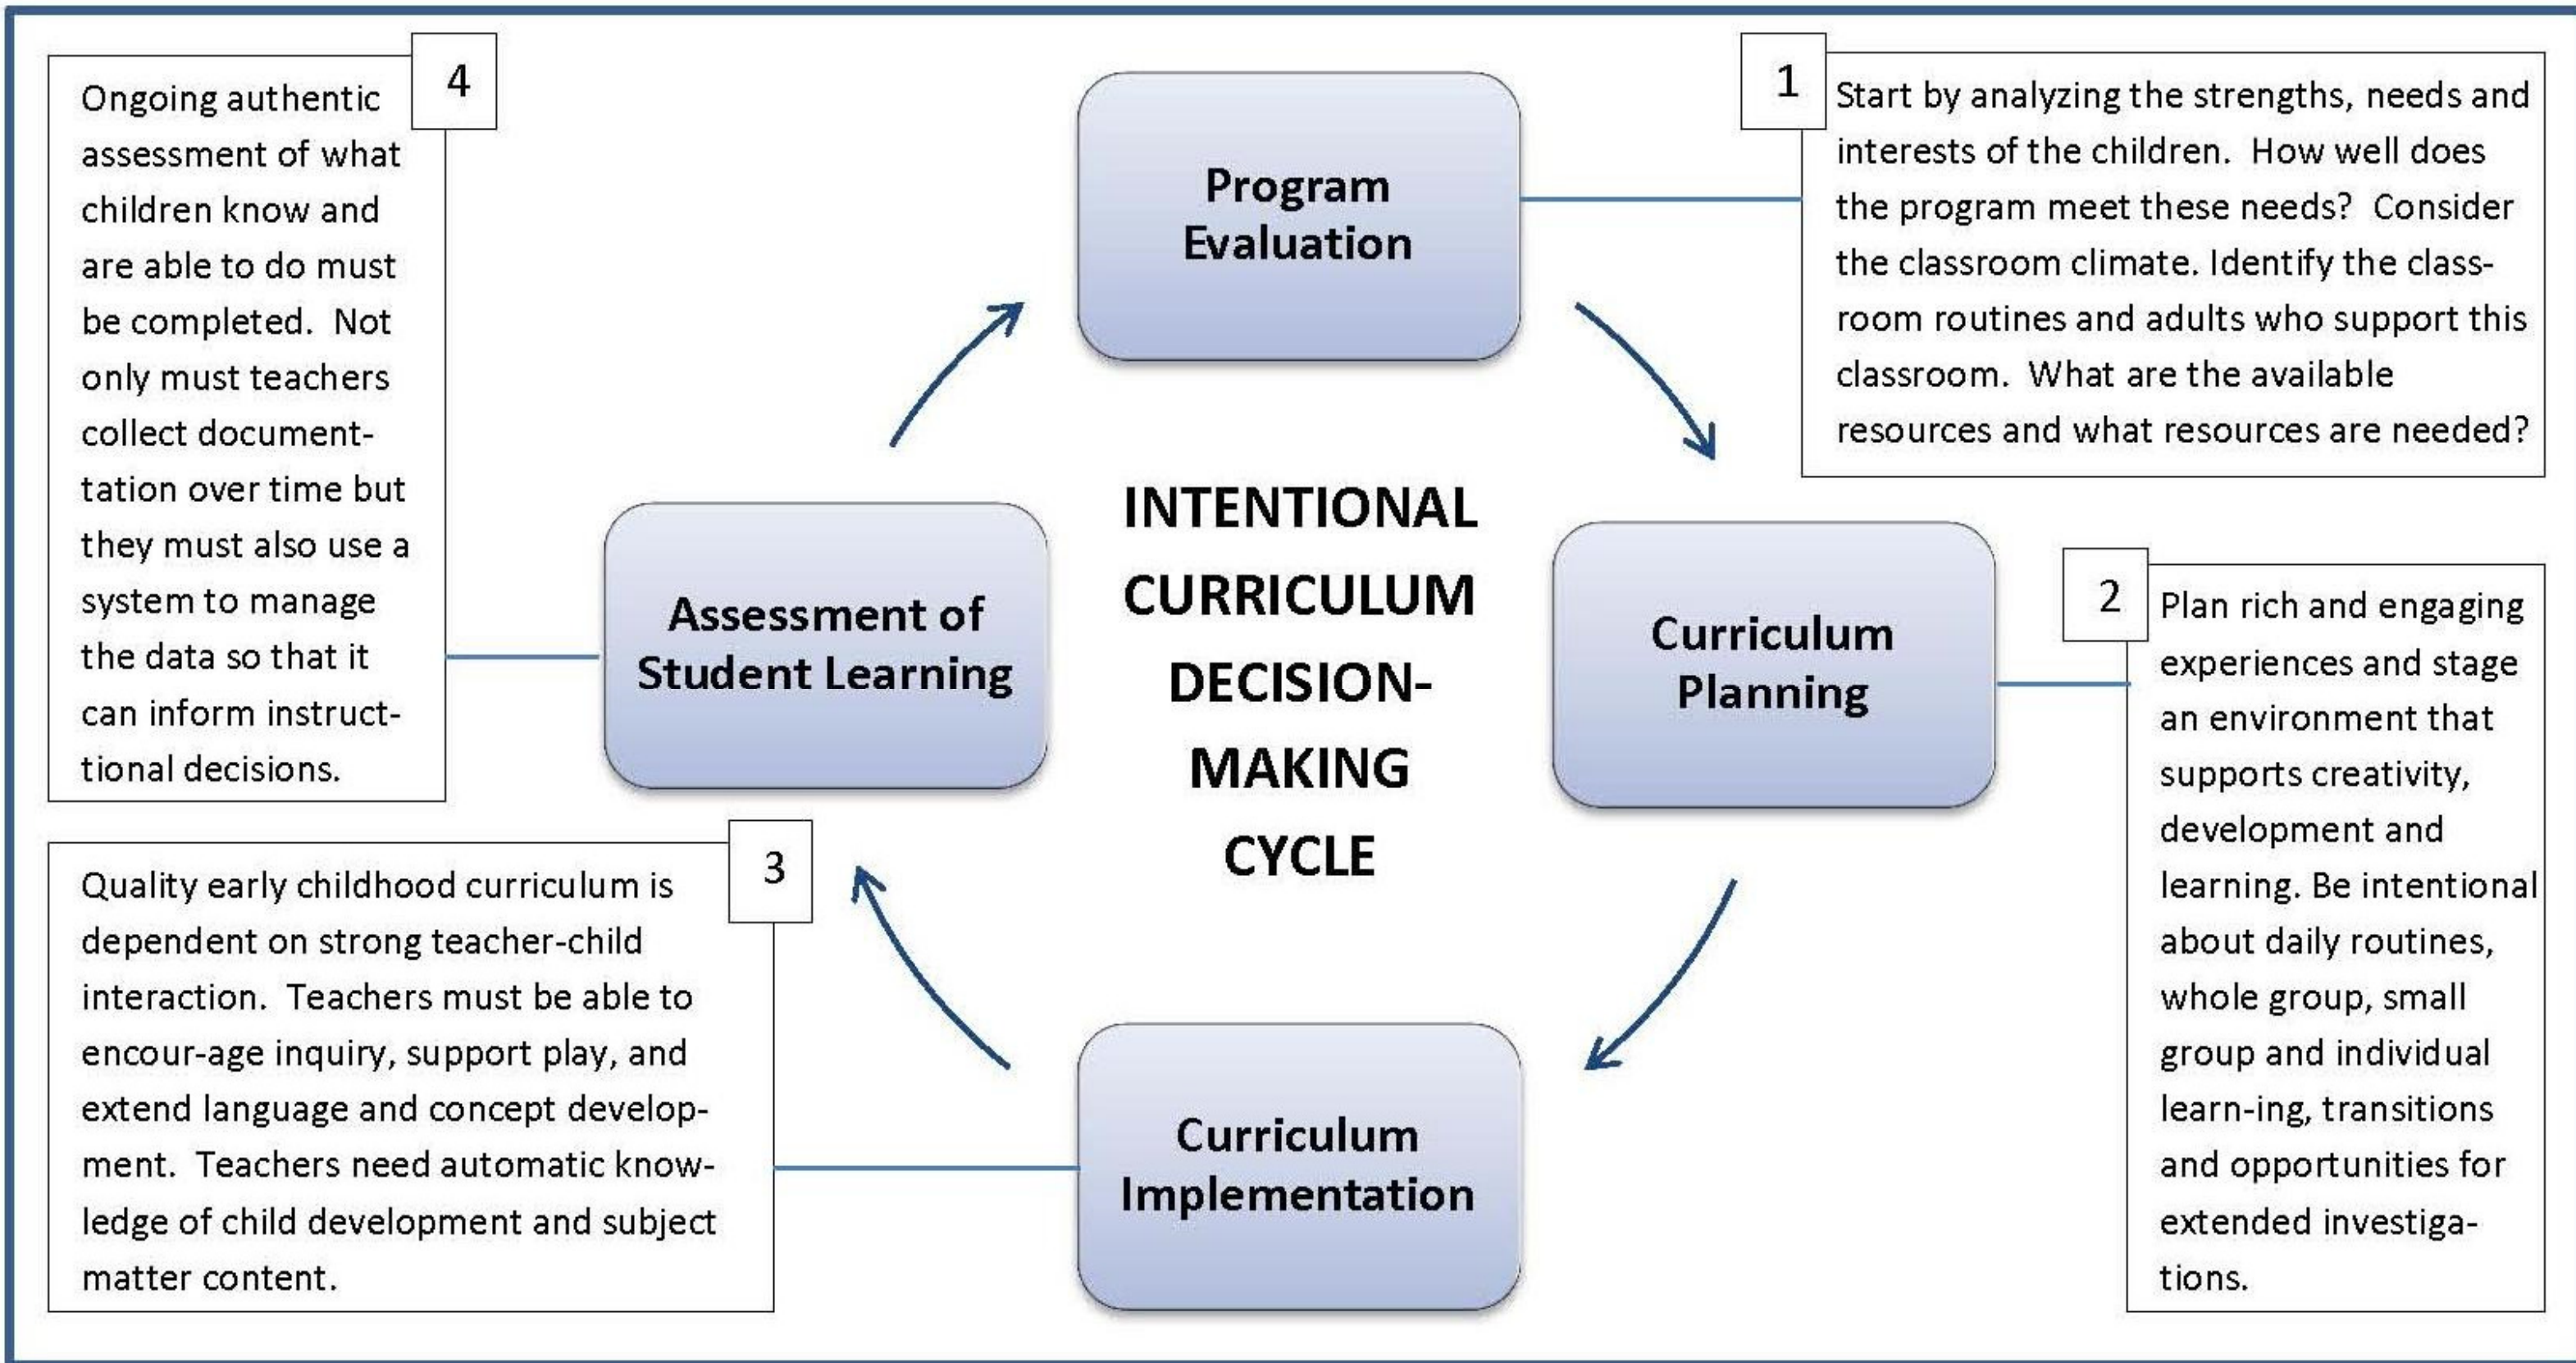 4
Ongoing authentic
assessment of what
children know and
are able to do must
be completed.  Not
only must teachers
collect document-
tation over time but
they must also use a
system to manage
the data so that it
can inform instruct-
tional decisions.
Program
Evaluation
1
Start by analyzing the strengths, needs and
interests of the children.  How well does
the program meet these needs?  Consider
the classroom climate. Identify the class-
room routines and adults who support this
classroom.  What are the available
resources and what resources are needed?
Assessment of
Student Learning
INTENTIONAL
CURRICULUM
DECISION-
MAKING
CYCLE
Curriculum
Planning
2
Plan rich and engaging
experiences and stage
an environment that
supports creativity,
development and
learning. Be intentional
about daily routines,
whole group, small
group and individual
learn-ing, transitions
and opportunities for
extended investiga-
tions.
3
Quality early childhood curriculum is
dependent on strong teacher-child
interaction.  Teachers must be able to
encour-age inquiry, support play, and
extend language and concept develop-
ment.  Teachers need automatic know-
ledge of child development and subject
matter content.
Curriculum
Implementation